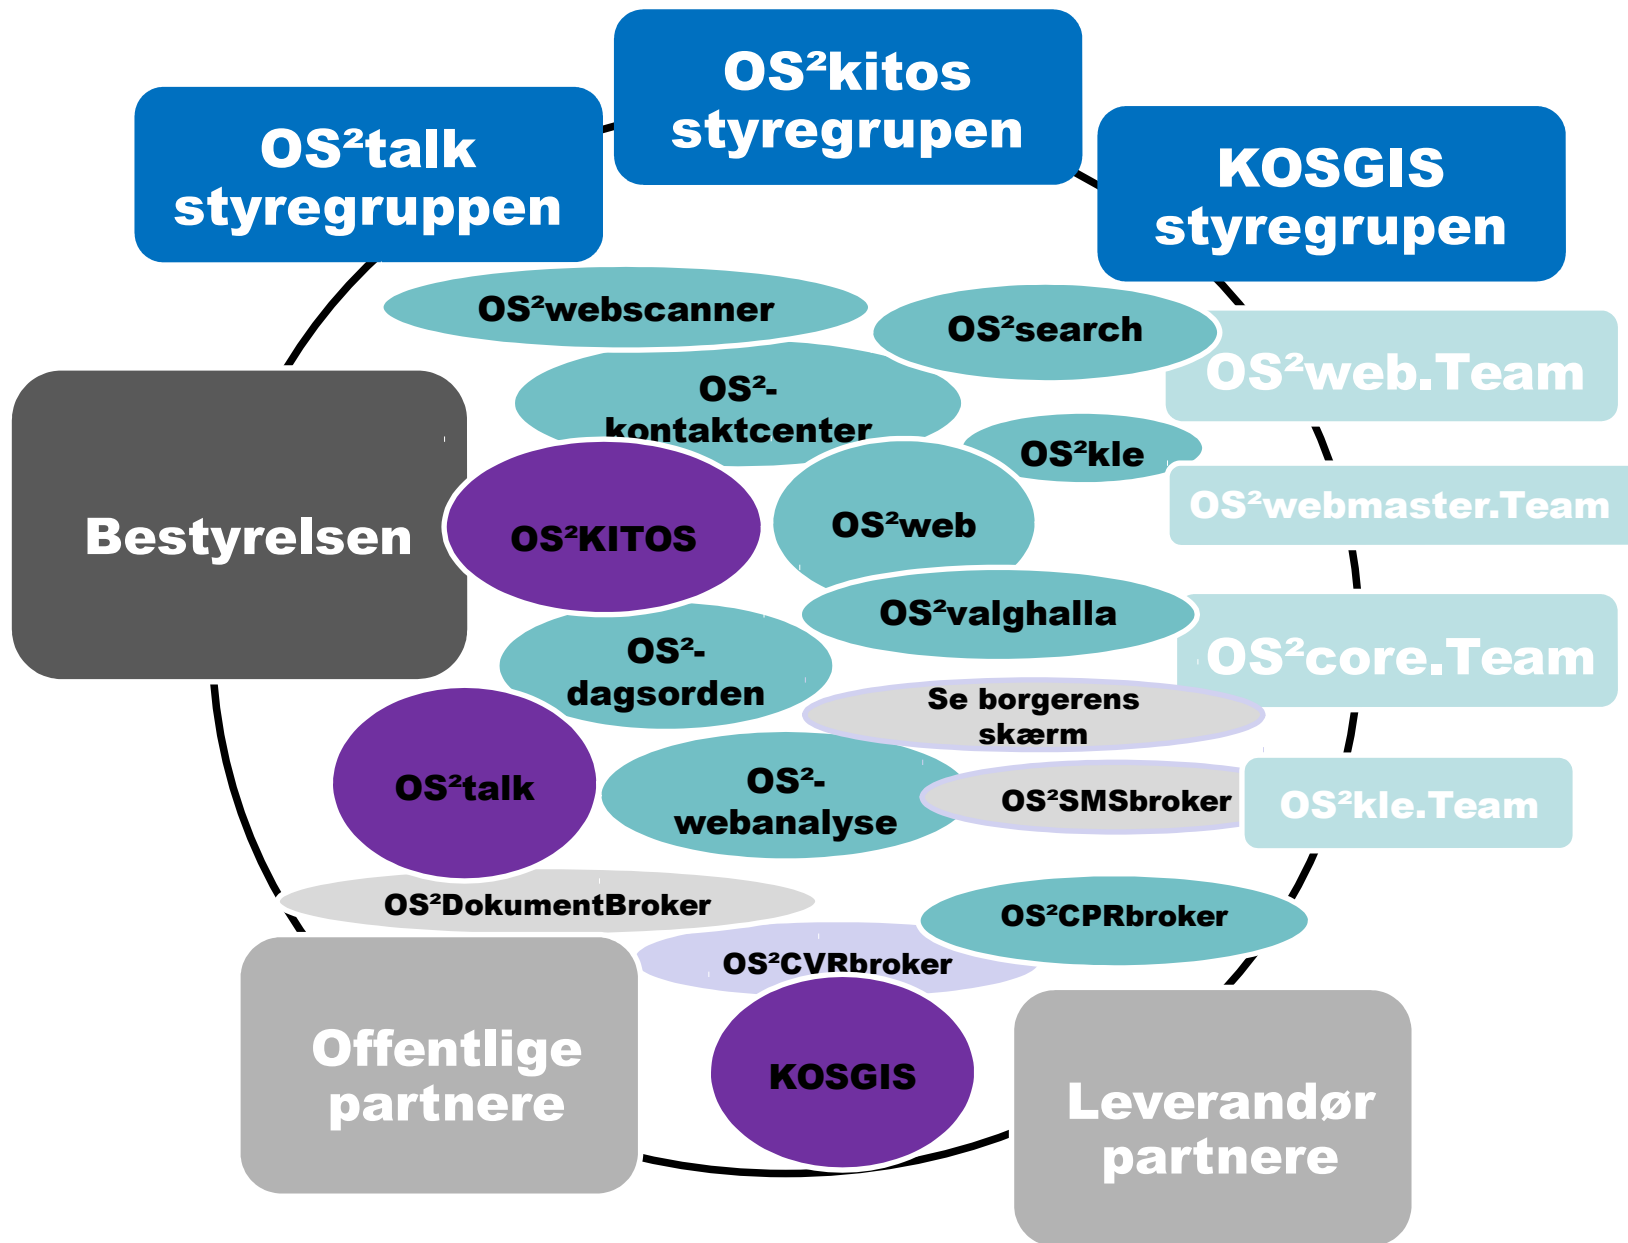 OS²kitos
styregrupen
OS²talk
styregruppen
KOSGIS
styregrupen
OS²webscanner
OS²search
OS²web.Team
OS²-
kontaktcenter
OS²kle
OS²webmaster.Team
Bestyrelsen
OS²KITOS
OS²web
OS²valghalla
OS²-
dagsorden
OS²core.Team
Se borgerens
skærm
OS²talk
OS²-
webanalyse
OS²SMSbroker
OS²kle.Team
OS²DokumentBroker
OS²CPRbroker
OS²CVRbroker
Offentlige
partnere
KOSGIS
Leverandør
partnere